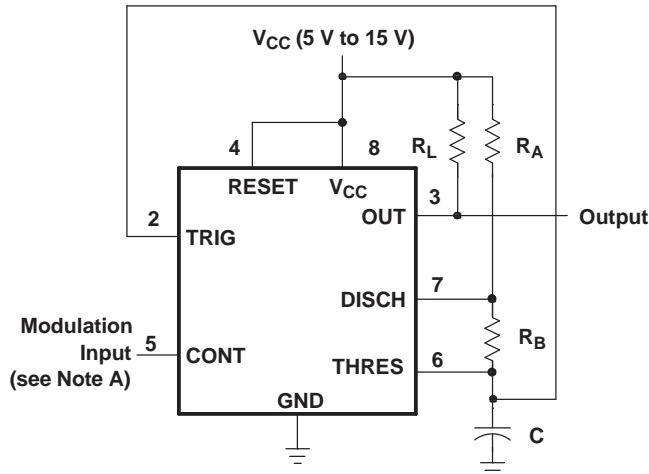 VCC (5 V to 15 V)
4
8
RL
RA
RESET
VCC
3
2
OUT
Output
TRIG
7
DISCH
Modulation
Input
(see Note A)
5
CONT
RB
6
THRES
GND
C